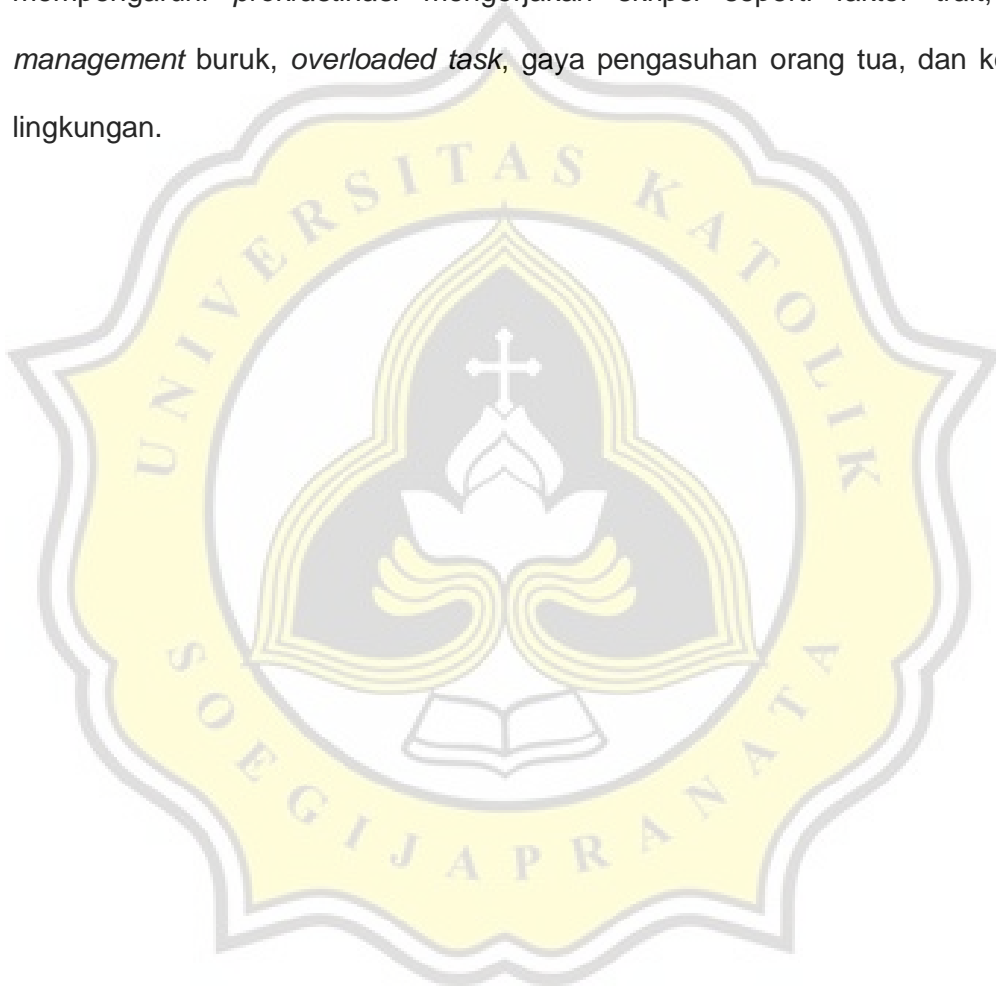 mempengaruhi prokrastinasi mengerjakan skripsi seperti faktor trait,
management buruk, overloaded task, gaya pengasuhan orang tua, dan
lingkungan.
UNIVERSITAS KATOLIK
SOEGIJAPRANATA